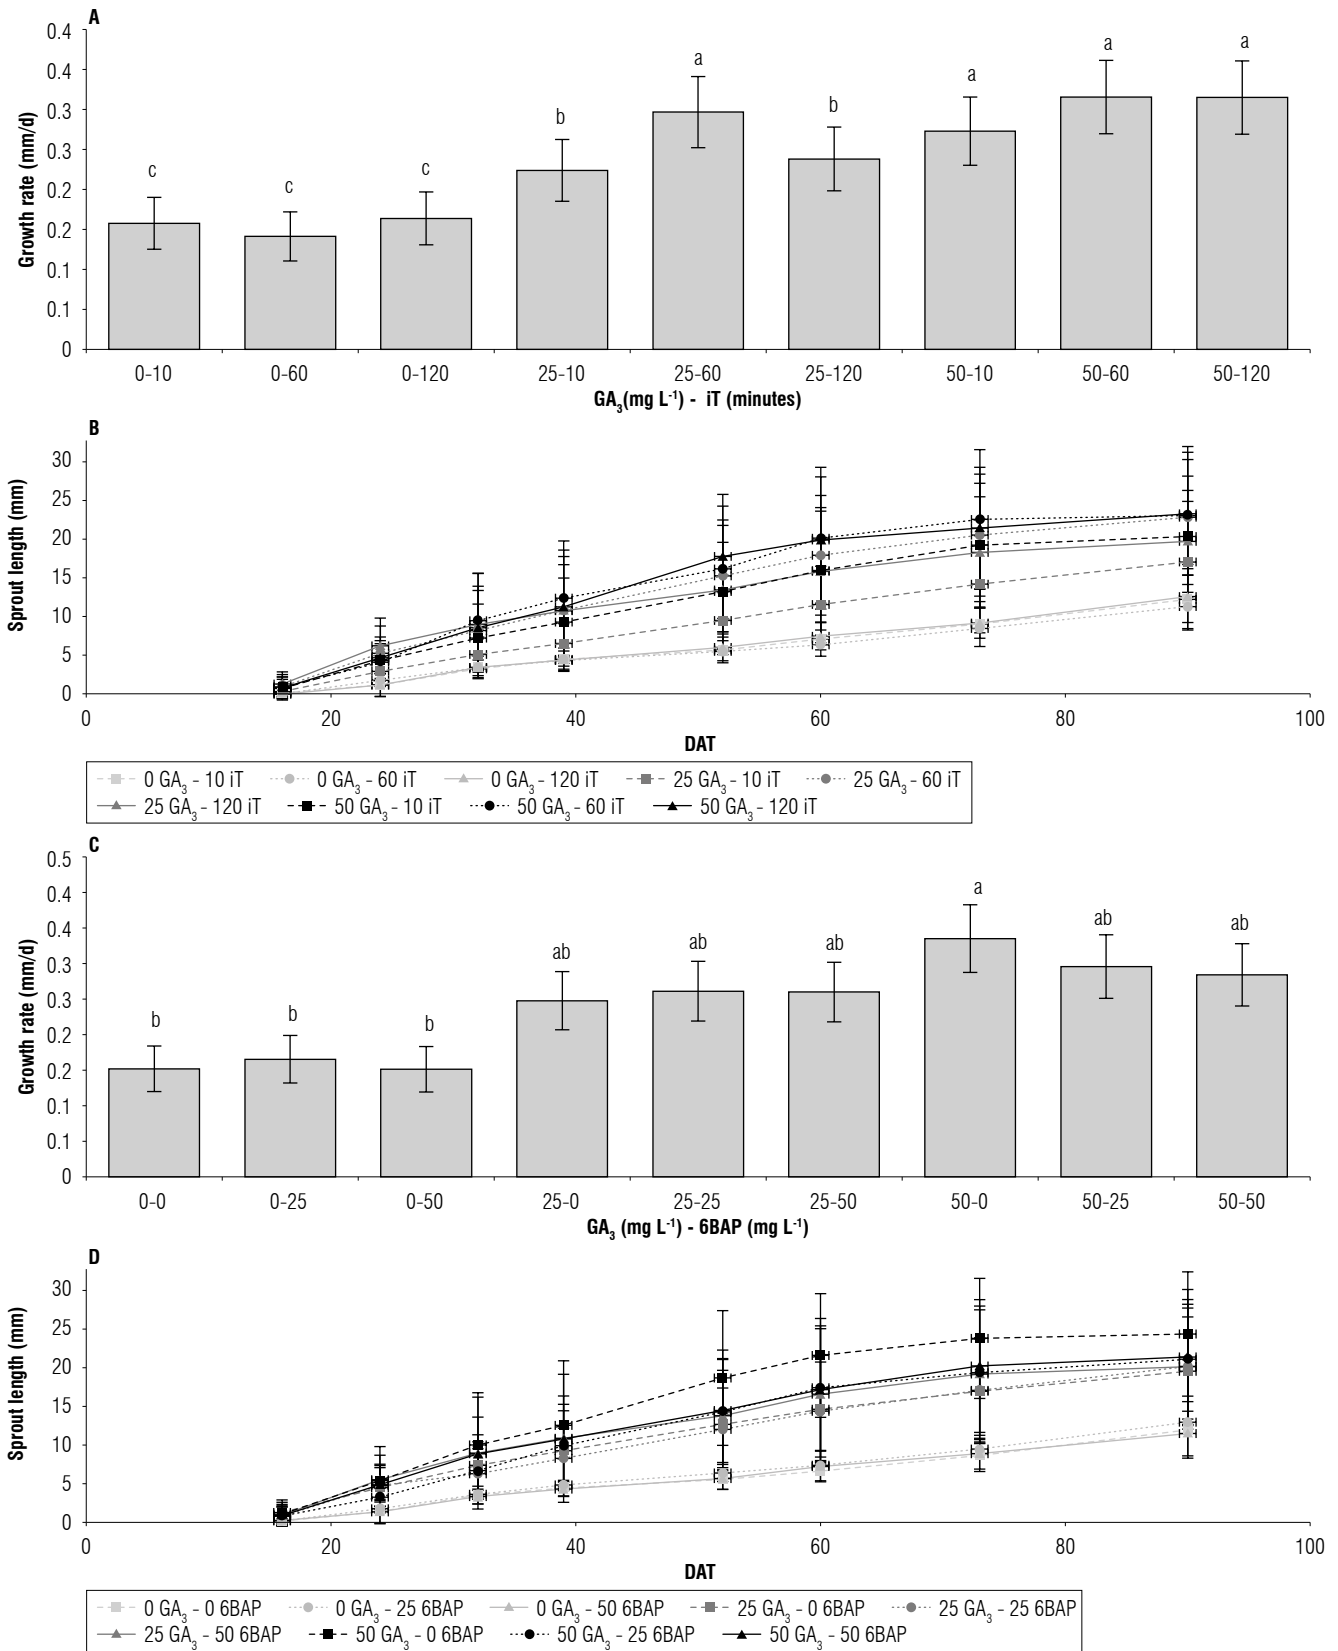 A
Growth rate (mm/d)
0.4
0.4
0.3
0.3
0.2
0.2
0.1
0.1
0
c c c b a b a a a
0-10 0-60 0-120 25-10 25-60 25-120 50-10 50-60 50-120
GA₃(mg L⁻¹) - iT (minutes)
B
Sprout length (mm)
30
25
20
15
10
5
0
0 20 40 60 80 100
DAT
0 GA₃ - 10 iT 0 GA₃ - 60 iT 0 GA₃ - 120 iT 25 GA₃ - 10 iT 25 GA₃ - 60 iT
25 GA₃ - 120 iT 50 GA₃ - 10 iT 50 GA₃ - 60 iT 50 GA₃ - 120 iT
C
Growth rate (mm/d)
0.5
0.4
0.4
0.3
0.3
0.2
0.2
0.1
0.1
0
b b b ab ab ab a ab ab
0-0 0-25 0-50 25-0 25-25 25-50 50-0 50-25 50-50
GA₃ (mg L⁻¹) - 6BAP (mg L⁻¹)
D
Sprout length (mm)
30
25
20
15
10
5
0
0 20 40 60 80 100
DAT
0 GA₃ - 0 6BAP 0 GA₃ - 25 6BAP 0 GA₃ - 50 6BAP 25 GA₃ - 0 6BAP 25 GA₃ - 25 6BAP
25 GA₃ - 50 6BAP 50 GA₃ - 0 6BAP 50 GA₃ - 25 6BAP 50 GA₃ - 50 6BAP